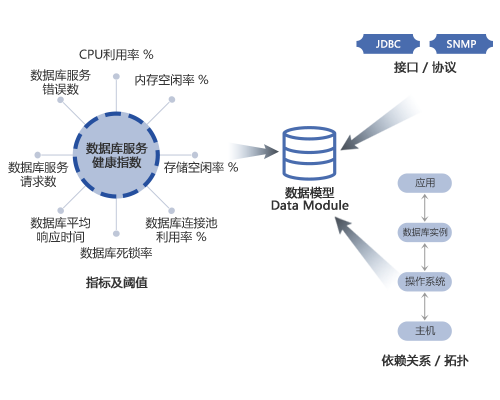 CPU利用率 %
数据库服务
错误数
内存空闲率 %
数据库服务
健康指数
数据库服务
请求数
存储空闲率 %
数据库平均
响应时间
数据库连接池
利用率 %
数据库死锁率
指标及阈值
数据模型
Data Module
JDBC
SNMP
接口 / 协议
应用
数据库实例
操作系统
主机
依赖关系 / 拓扑